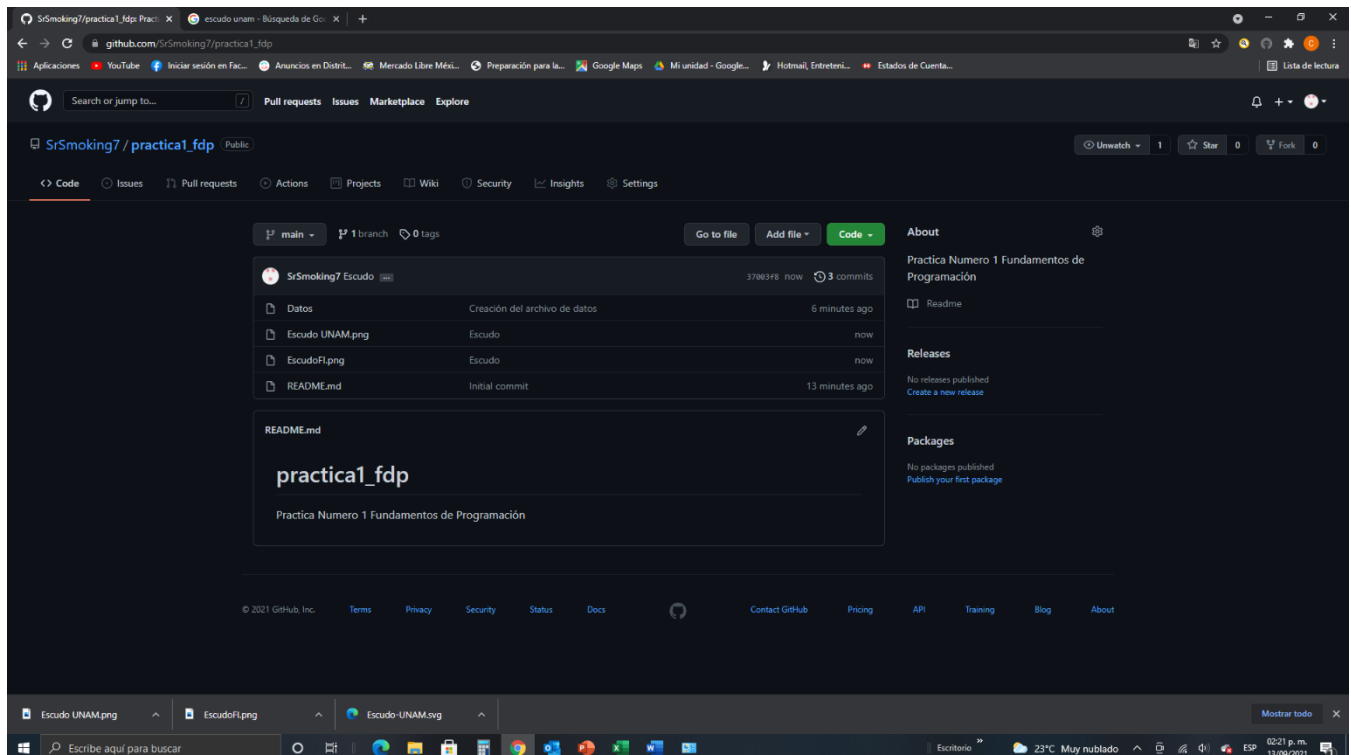 SrSmoking7/practica1_fdp: Practi
escudo unam - Búsqueda de Goo
github.com/SrSmoking7/practica1_fdp
Aplicaciones YouTube Iniciar sesión en Fac... Anuncios en Distrit... Mercado Libre Méxi... Preparación para la... Google Maps Mi unidad - Google... Hotmail, Entreteni... Estados de Cuenta... Lista de lectura
Search or jump to... / Pull requests Issues Marketplace Explore
SrSmoking7 / practica1_fdp Public Unwatch 1 Star 0 Fork 0
Code Issues Pull requests Actions Projects Wiki Security Insights Settings
main 1 branch 0 tags Go to file Add file Code
SrSmoking7 Escudo ... 37003f8 now 3 commits
Datos Creación del archivo de datos 6 minutes ago
Escudo UNAM.png Escudo now
EscudoFI.png Escudo now
README.md Initial commit 13 minutes ago
README.md
practica1_fdp
Practica Numero 1 Fundamentos de Programación
About
Practica Numero 1 Fundamentos de
Programación
Readme
Releases
No releases published
Create a new release
Packages
No packages published
Publish your first package
© 2021 GitHub, Inc. Terms Privacy Security Status Docs Contact GitHub Pricing API Training Blog About
Escudo UNAM.png EscudoFI.png Escudo-UNAM.svg Mostrar todo
Escribe aquí para buscar Escritorio 23°C Muy nublado ESP 02:21 p. m.
13/09/2021